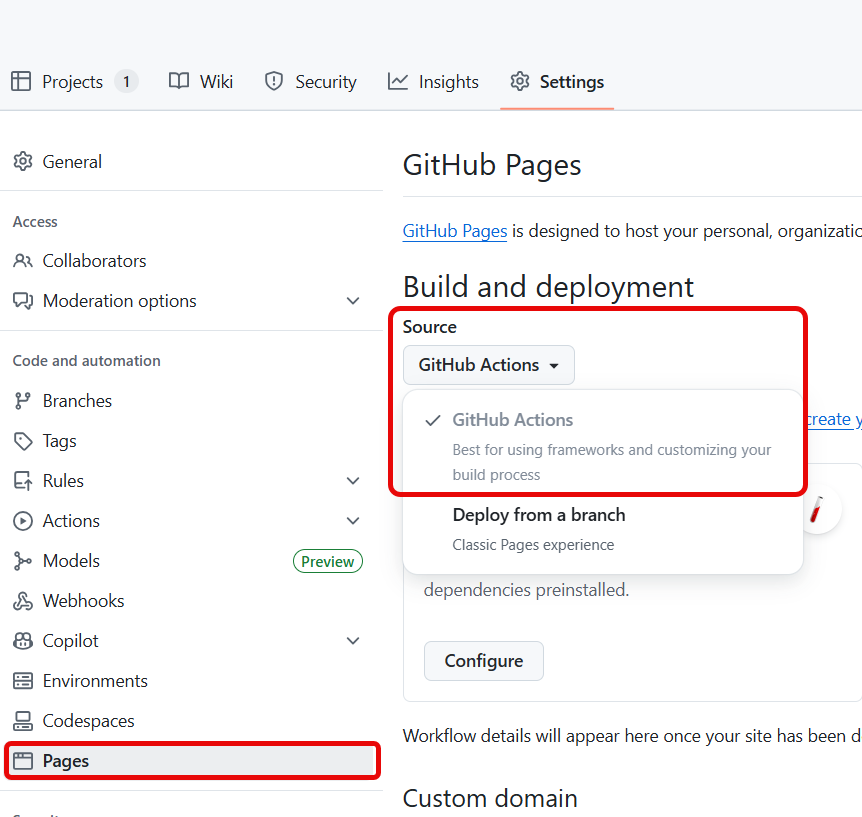 Projects 1 Wiki Security Insights Settings
General
Access
Collaborators
Moderation options
Code and automation
Branches
Tags
Rules
Actions
Models Preview
Webhooks
Copilot
Environments
Codespaces
Pages
GitHub Pages
GitHub Pages is designed to host your personal,
Build and deployment
Source
GitHub Actions
GitHub Actions
Best for using frameworks and customizing your
build process
create
Deploy from a branch
Classic Pages experience
dependencies preinstalled.
Configure
Workflow details will appear here once your site has been
Custom domain